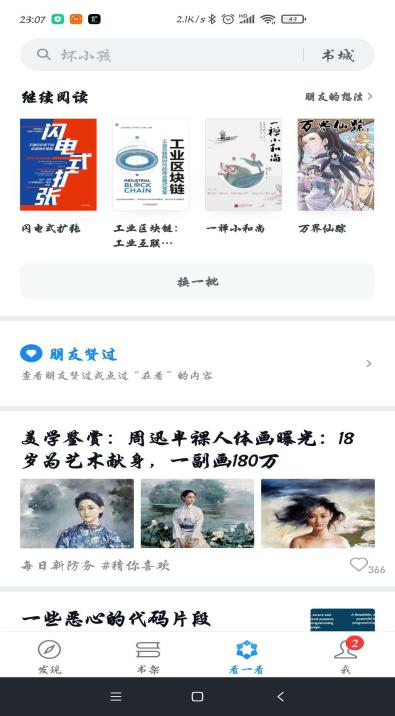 23:07
2.1K/s
HD
43
坏小孩
书城
继续阅读
朋友的想法
闪电式扩张
工业区块链
INDUSTRIAL
BLOCK
CHAIN
一禅小和尚
万界仙踪
闪电式扩张
工业区块链:
工业互联…
一禅小和尚
万界仙踪
换一批
朋友赞过
查看朋友赞过或点过“在看”的内容
美学鉴赏：周迅半裸人体画曝光：18
岁为艺术献身，一副画180万
每日新防务 #猜你喜欢
366
一些恶心的代码片段
发现
书架
看一看
2
我